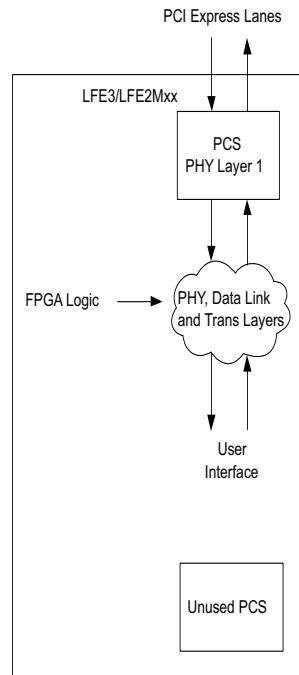 PCI Express Lanes
LFE3/LFE2Mxx
PCS
PHY Layer 1
FPGA Logic
PHY, Data Link
and Trans Layers
User
Interface
Unused PCS